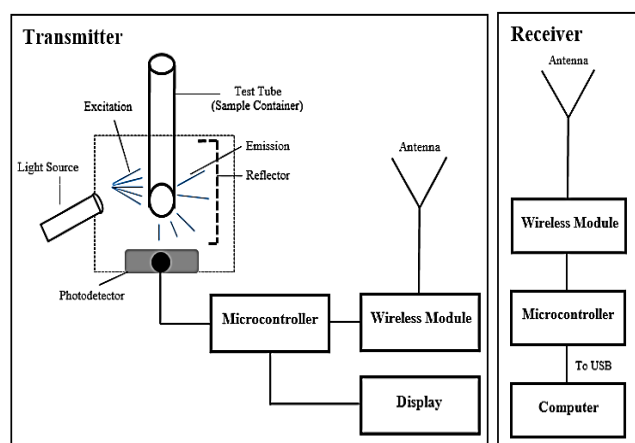 Transmitter
Test Tube
(Sample Container)
Excitation
Emission
Reflector
Light Source
Antenna
Photodetector
Microcontroller
Wireless Module
Display
Receiver
Antenna
Wireless Module
Microcontroller
To USB
Computer